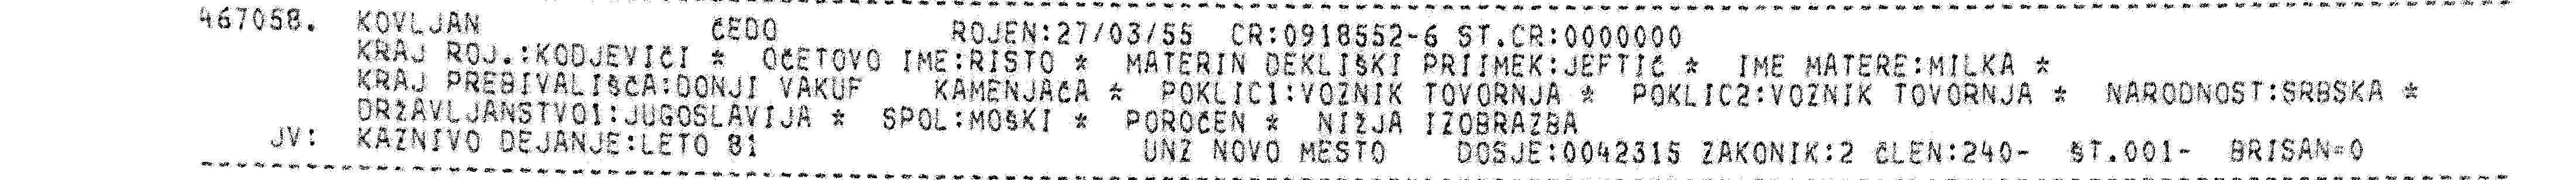 467058. KOVLJAN ČEDO ROJEN:27/03/55 CR:0918552-6 ST.CR:0000000
KRAJ ROJ.:KODJEVIČI * OČETOVO IME:RISTO * MATERIN DEKLIŠKI PRIIMEK:JEFTIČ * IME MATERE:MILKA *
KRAJ PREBIVALIŠČA:DONJI VAKUF KAMENJAČA * POKLIC1:VOZNIK TOVORNJA * POKLIC2:VOZNIK TOVORNJA * NARODNOST:SRBSKA *
DRŽAVLJANSTVO1:JUGOSLAVIJA * SPOL:MOŠKI * POROČEN * NIŽJA IZOBRAZBA
JV: KAZNIVO DEJANJE:LETO 81 UNZ NOVO MESTO DOSJE:0042315 ZAKONIK:2 ČLEN:240- ŠT.001- BRISAN=0